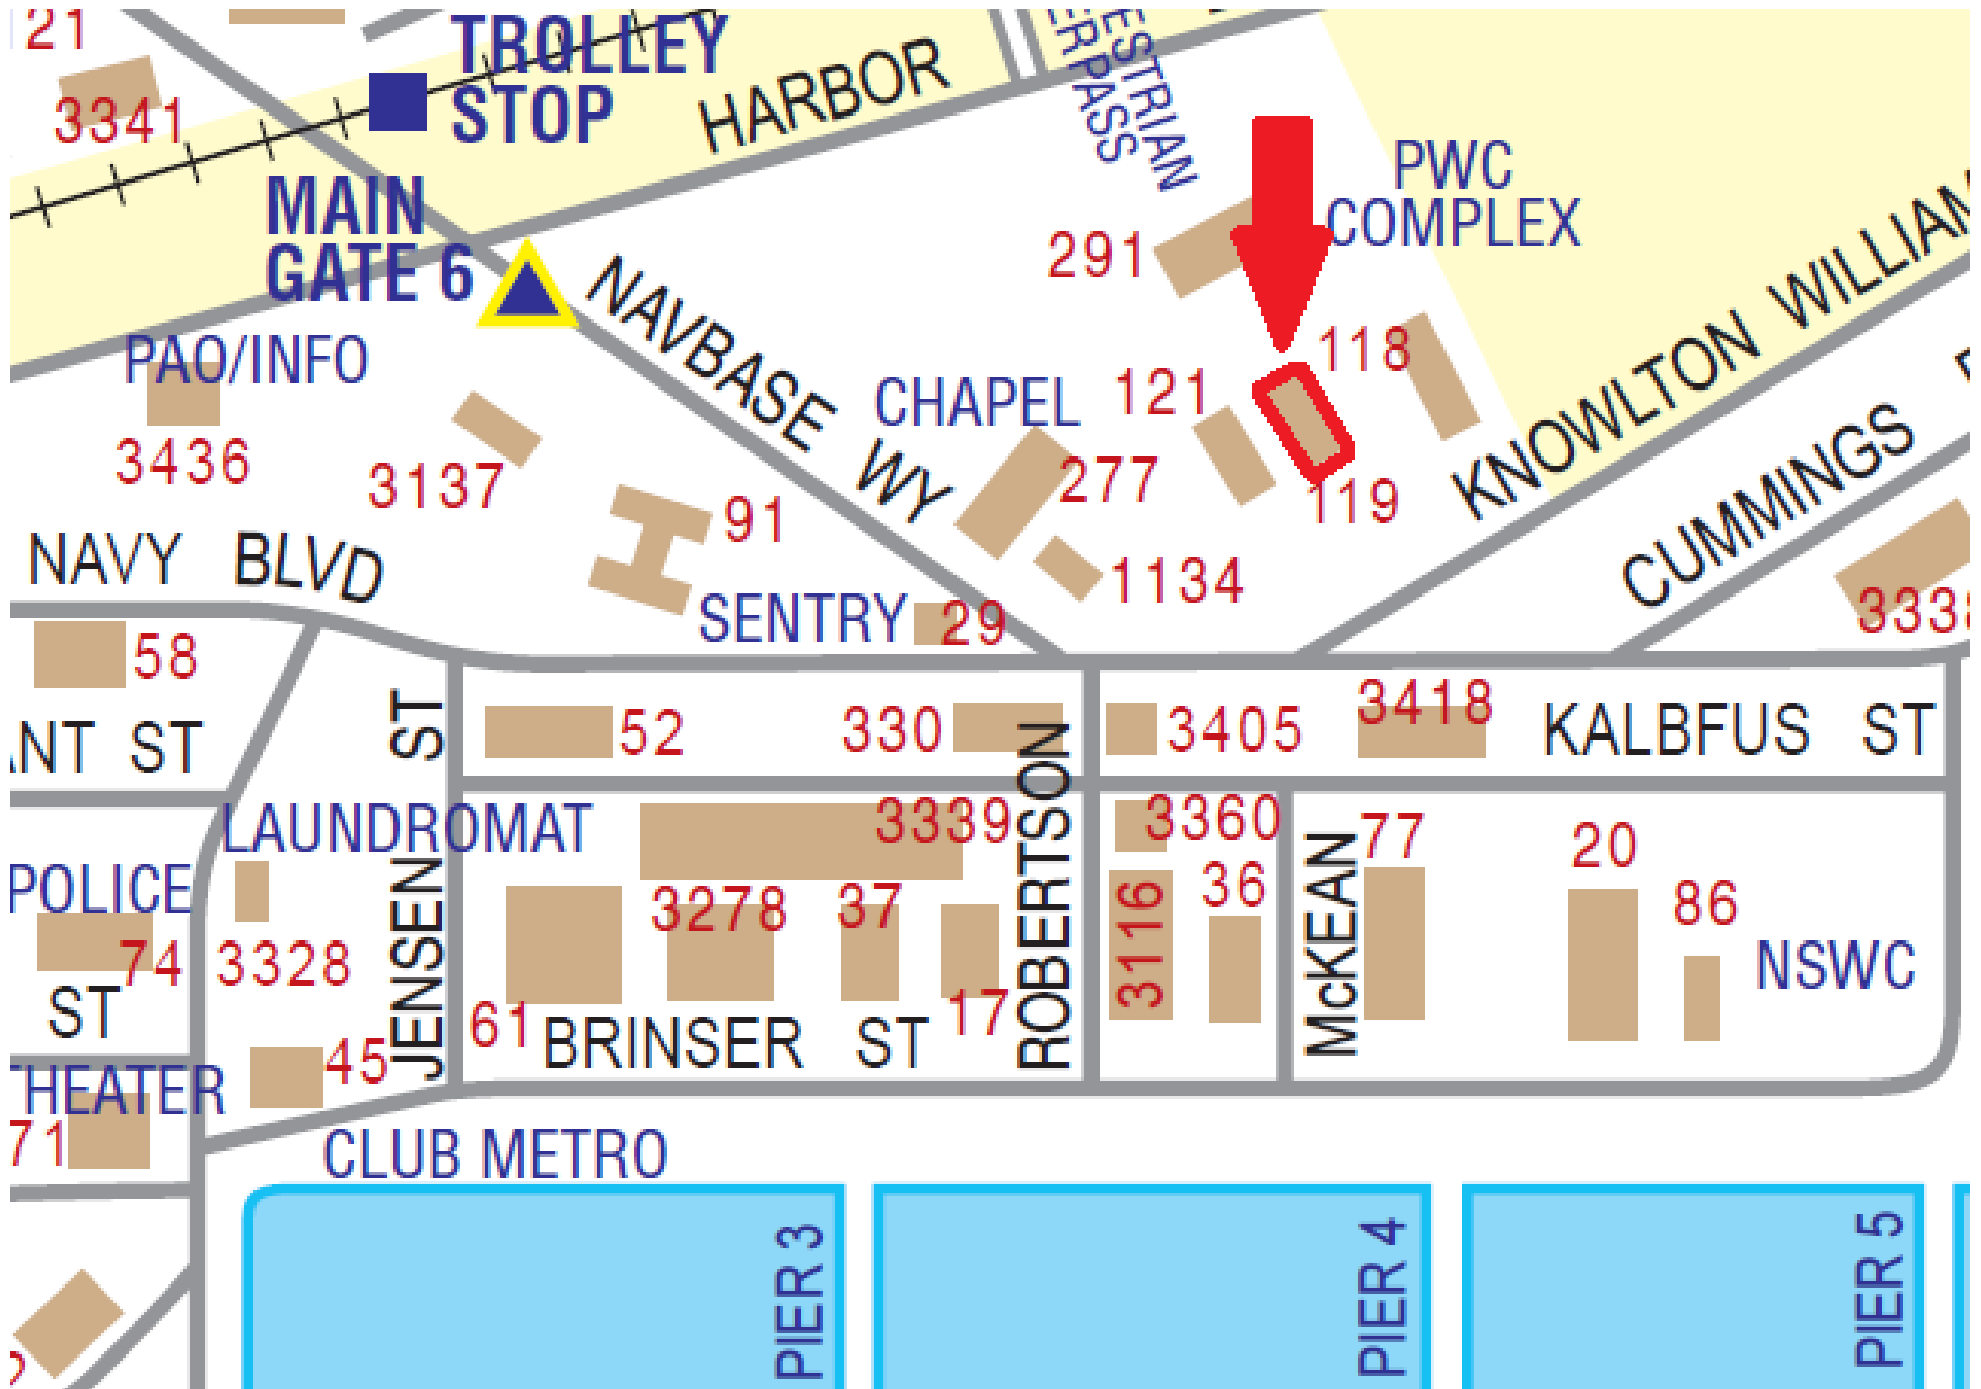 21
3341
TROLLEY
STOP
HARBOR
MAIN
GATE 6
PWC
COMPLEX
291
PAO/INFO
3436
3137
NAVBASE WY
CHAPEL
121
118
119
277
1134
91
KNOWLTON WILLIAM
CUMMINGS
NAVY BLVD
SENTRY
29
58
ST
JENSEN ST
52
330
ROBERTSON
3405
3418
KALBFUS ST
LAUNDROMAT
3339
3360
77
20
POLICE
74
3328
3278
37
3116
36
McKEAN
86
NSWC
ST
61
BRINSER ST
17
45
THEATER
71
CLUB METRO
PIER 3
PIER 4
PIER 5